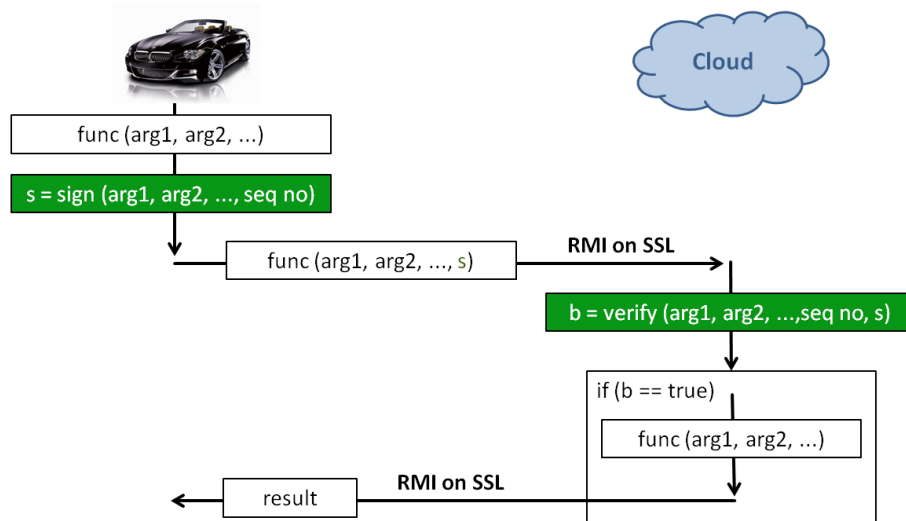 Cloud
func (arg1, arg2, ...)
s = sign (arg1, arg2, ..., seq no)
func (arg1, arg2, ..., s)
RMI on SSL
b = verify (arg1, arg2, ...,seq no, s)
if (b == true)
func (arg1, arg2, ...)
result
RMI on SSL